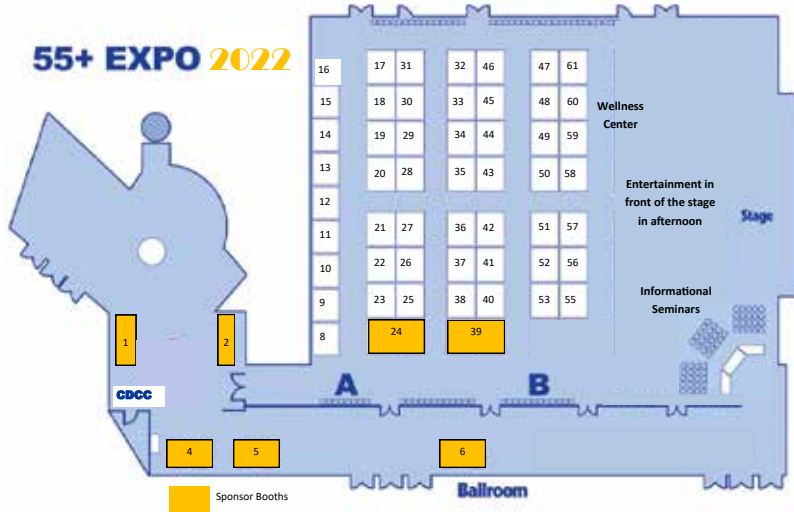 55+ EXPO 2022
16 17 31 32 46 47 61
15 18 30 33 45 48 60
Wellness
Center
14 19 29 34 44 49 59
13 20 28 35 43 50 58
Entertainment in
front of the stage
in afternoon
12
Stage
11 21 27 36 42 51 57
10 22 26 37 41 52 56
Informational
Seminars
9 23 25 38 40 53 55
8 24 39
1 2
CDCC
A B
4 5 6
Ballroom
Sponsor Booths